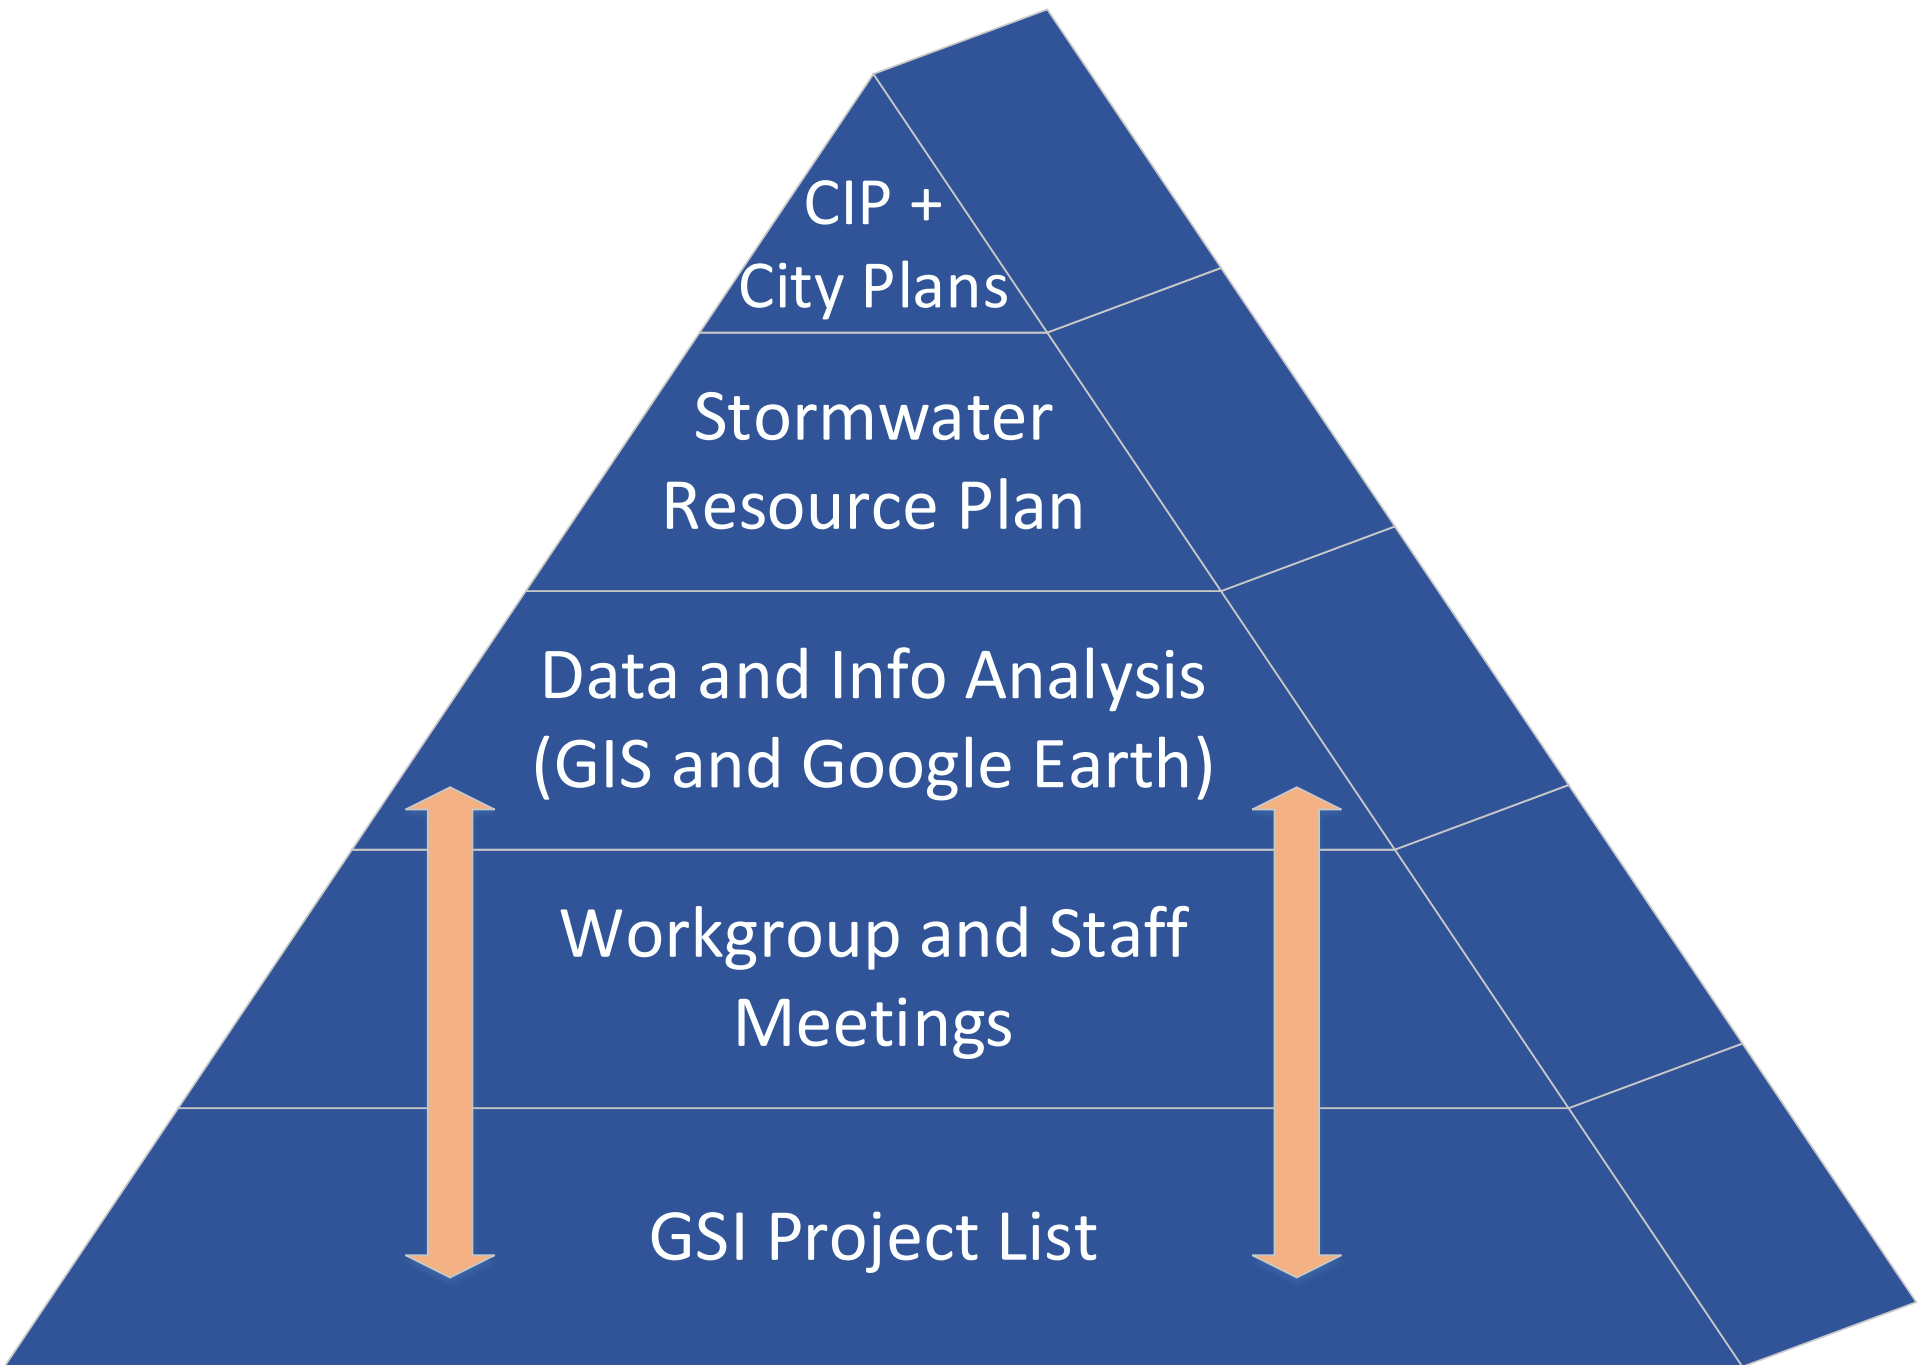 CIP +
City Plans
Stormwater
Resource Plan
Data and Info Analysis
(GIS and Google Earth)
Workgroup and Staff
Meetings
GSI Project List